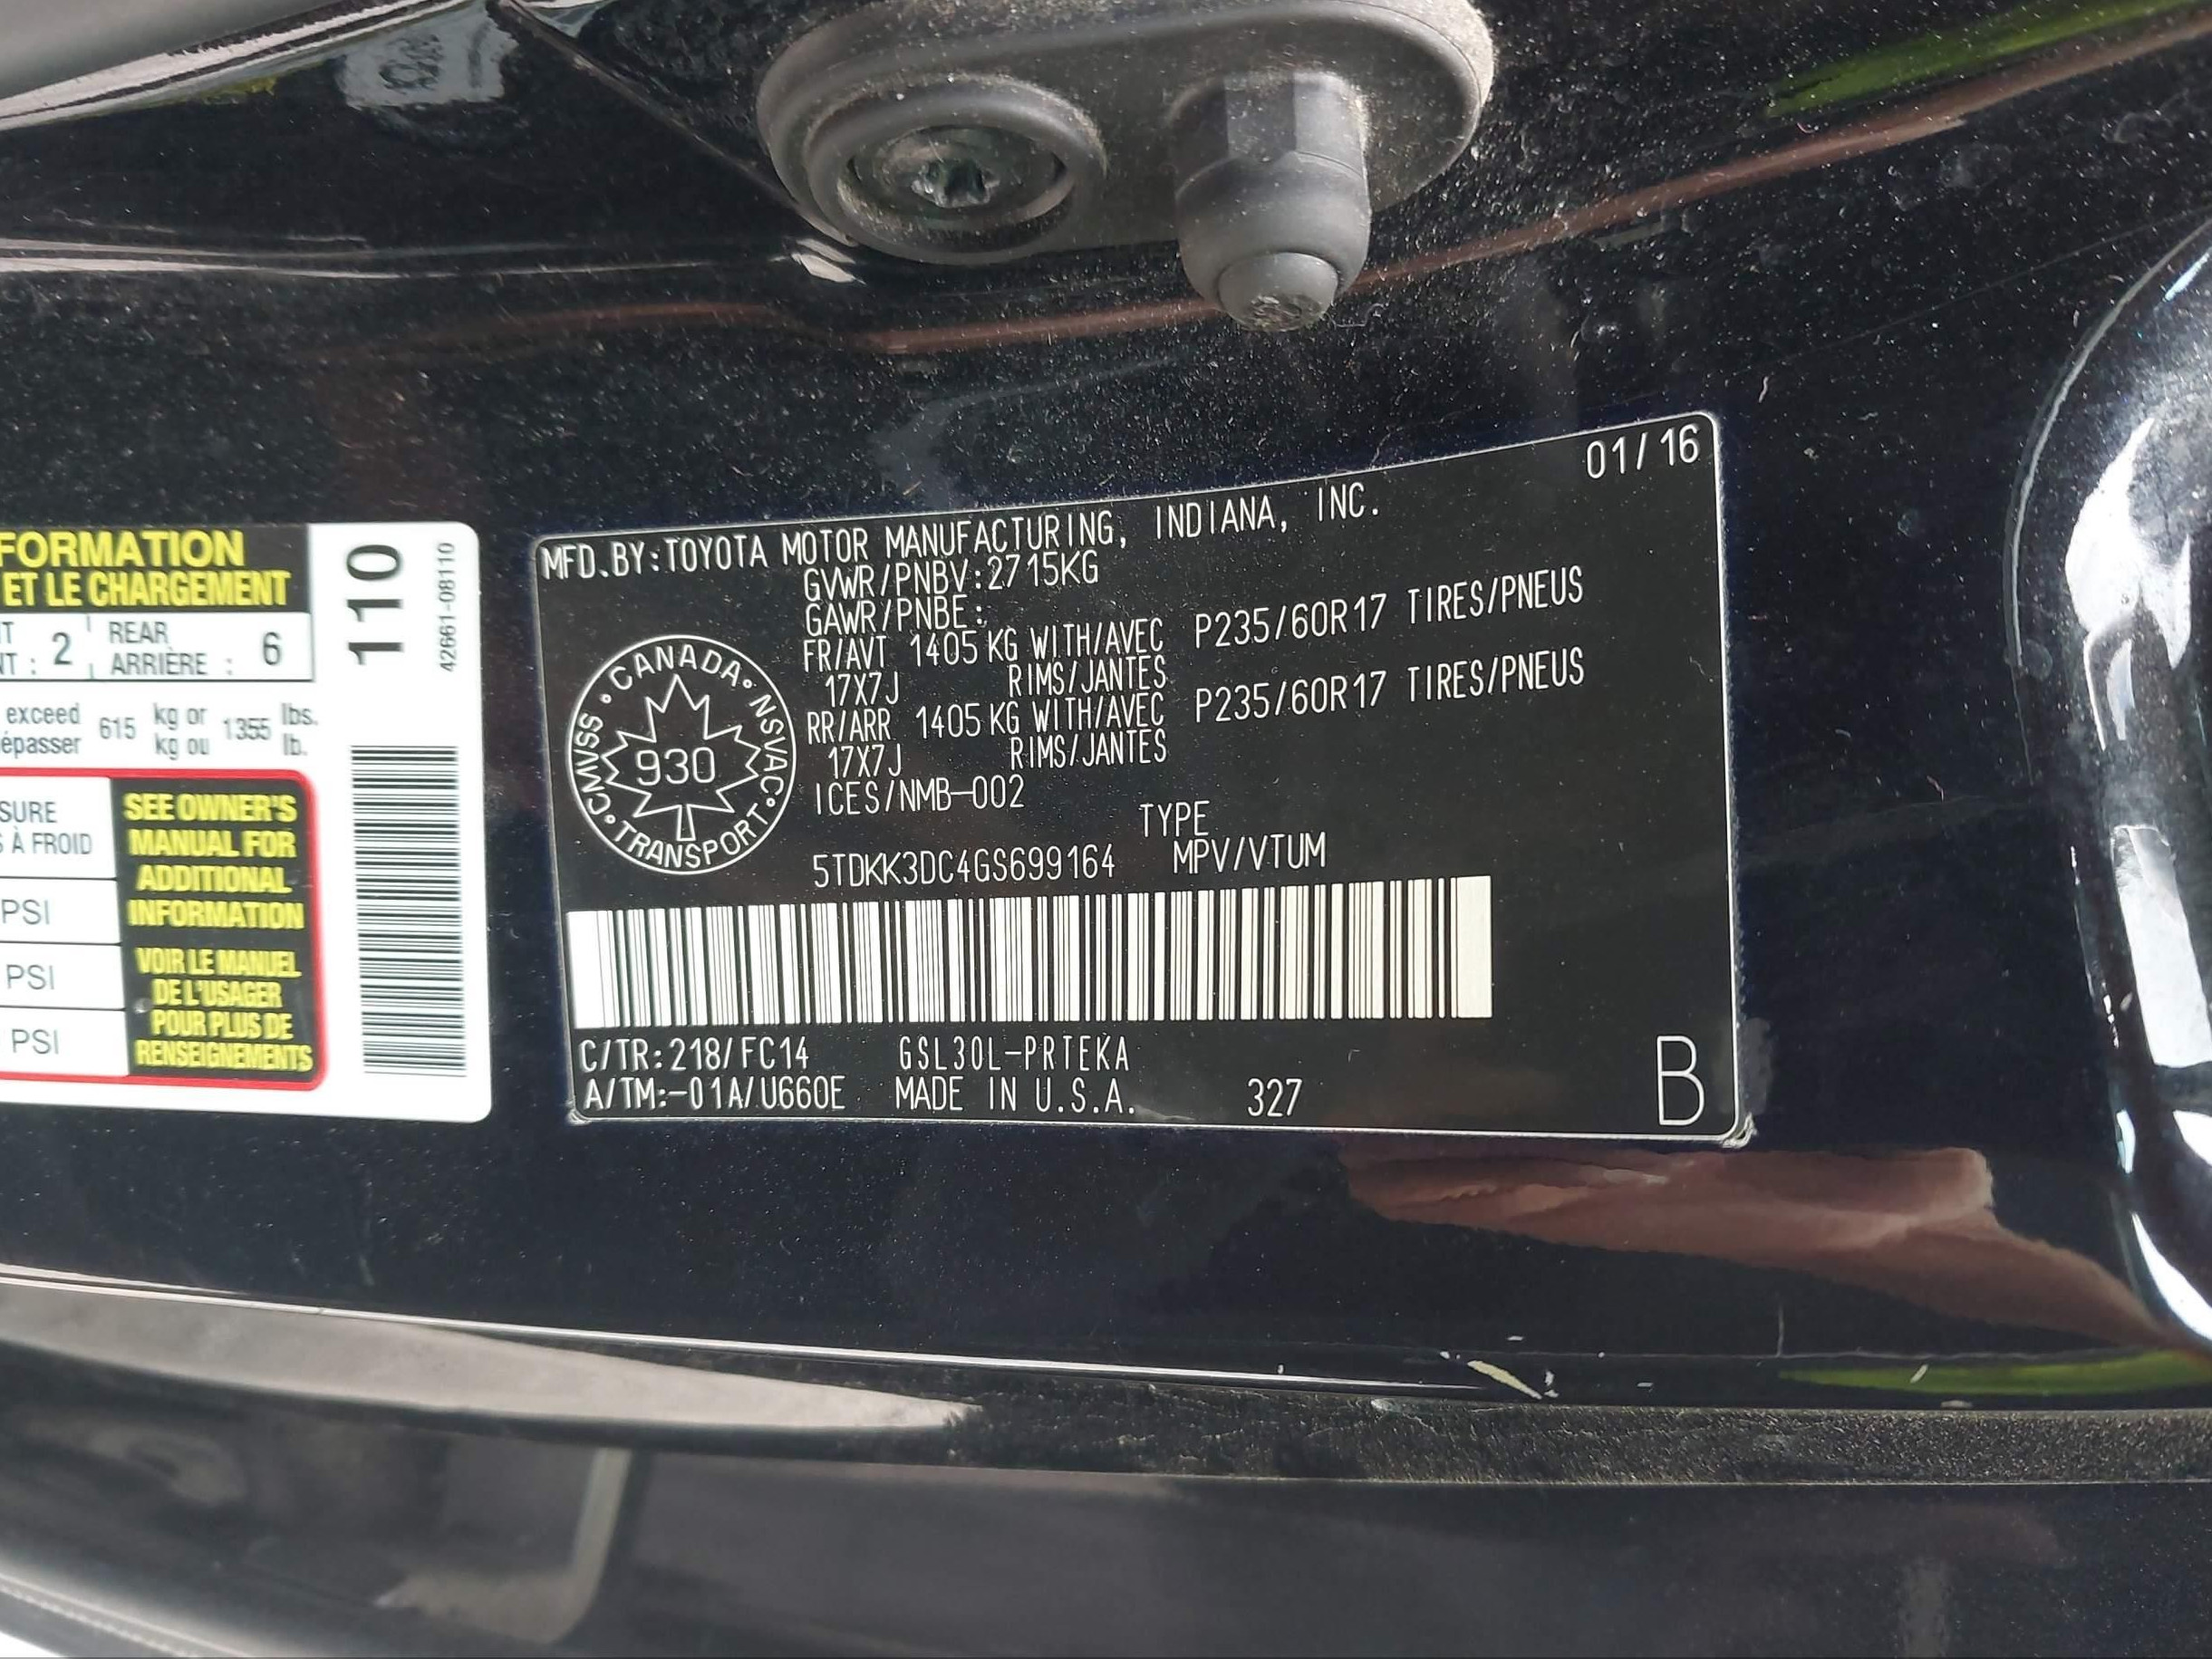 FORMATION
ET LE CHARGEMENT
2 REAR 6
ARRIÈRE :
exceed 615 kg or 1355 lbs.
kg ou lb.
À FROID
PSI
PSI
PSI
SEE OWNER'S
MANUAL FOR
ADDITIONAL
INFORMATION
VOIR LE MANUEL
DE L'USAGER
POUR PLUS DE
RENSEIGNEMENTS
110
42661-08110
01/16
MFD.BY:TOYOTA MOTOR MANUFACTURING, INDIANA, INC.
GVWR/PNBV:2715KG
GAWR/PNBE:
FR/AVT 1405 KG WITH/AVEC P235/60R17 TIRES/PNEUS
17X7J RIMS/JANTES
RR/ARR 1405 KG WITH/AVEC P235/60R17 TIRES/PNEUS
17X7J RIMS/JANTES
ICES/NMB-002
CANADA • NSVAC • TRANSPORT • CMVSS •
930
TYPE
5TDKK3DC4GS699164 MPV/VTUM
C/TR:218/FC14 GSL30L-PRTEKA
A/TM:-01A/U660E MADE IN U.S.A. 327
B